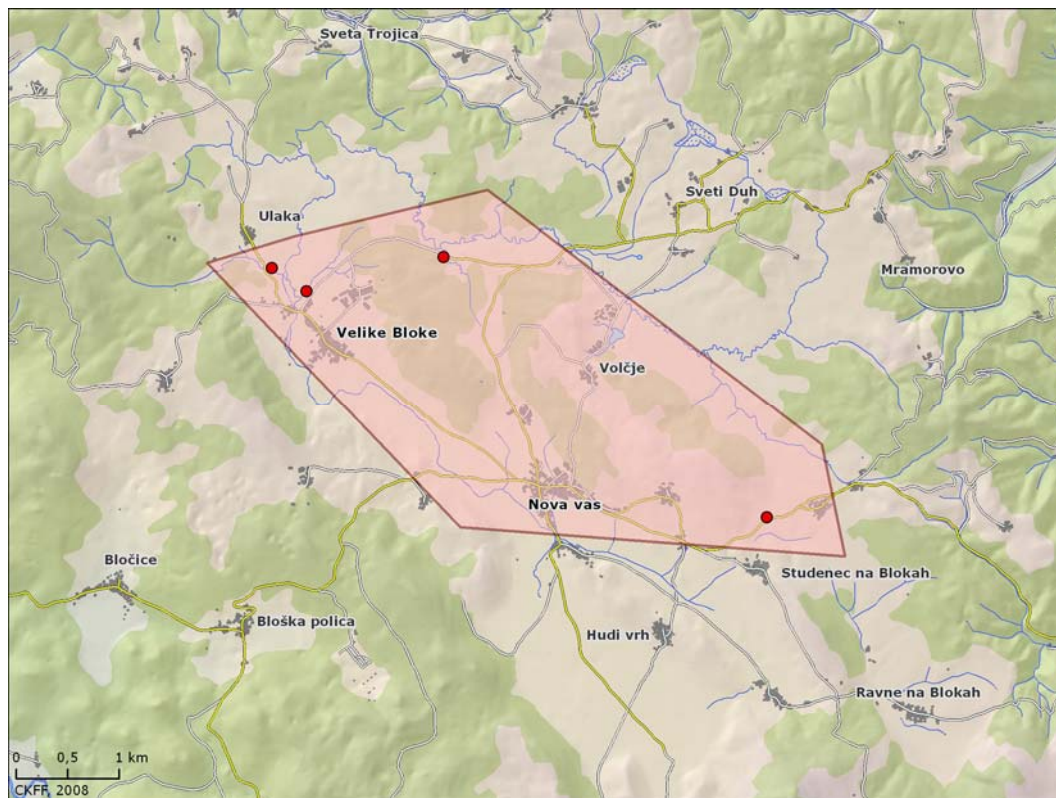 Sveta Trojica
Sveti Duh
Ulaka
Mramorovo
Velike Bloke
Volčje
Nova vas
Bločice
Studenec na Blokah
Bloška polica
Hudi vrh
Ravne na Blokah
0 0,5 1 km
CKFF, 2008